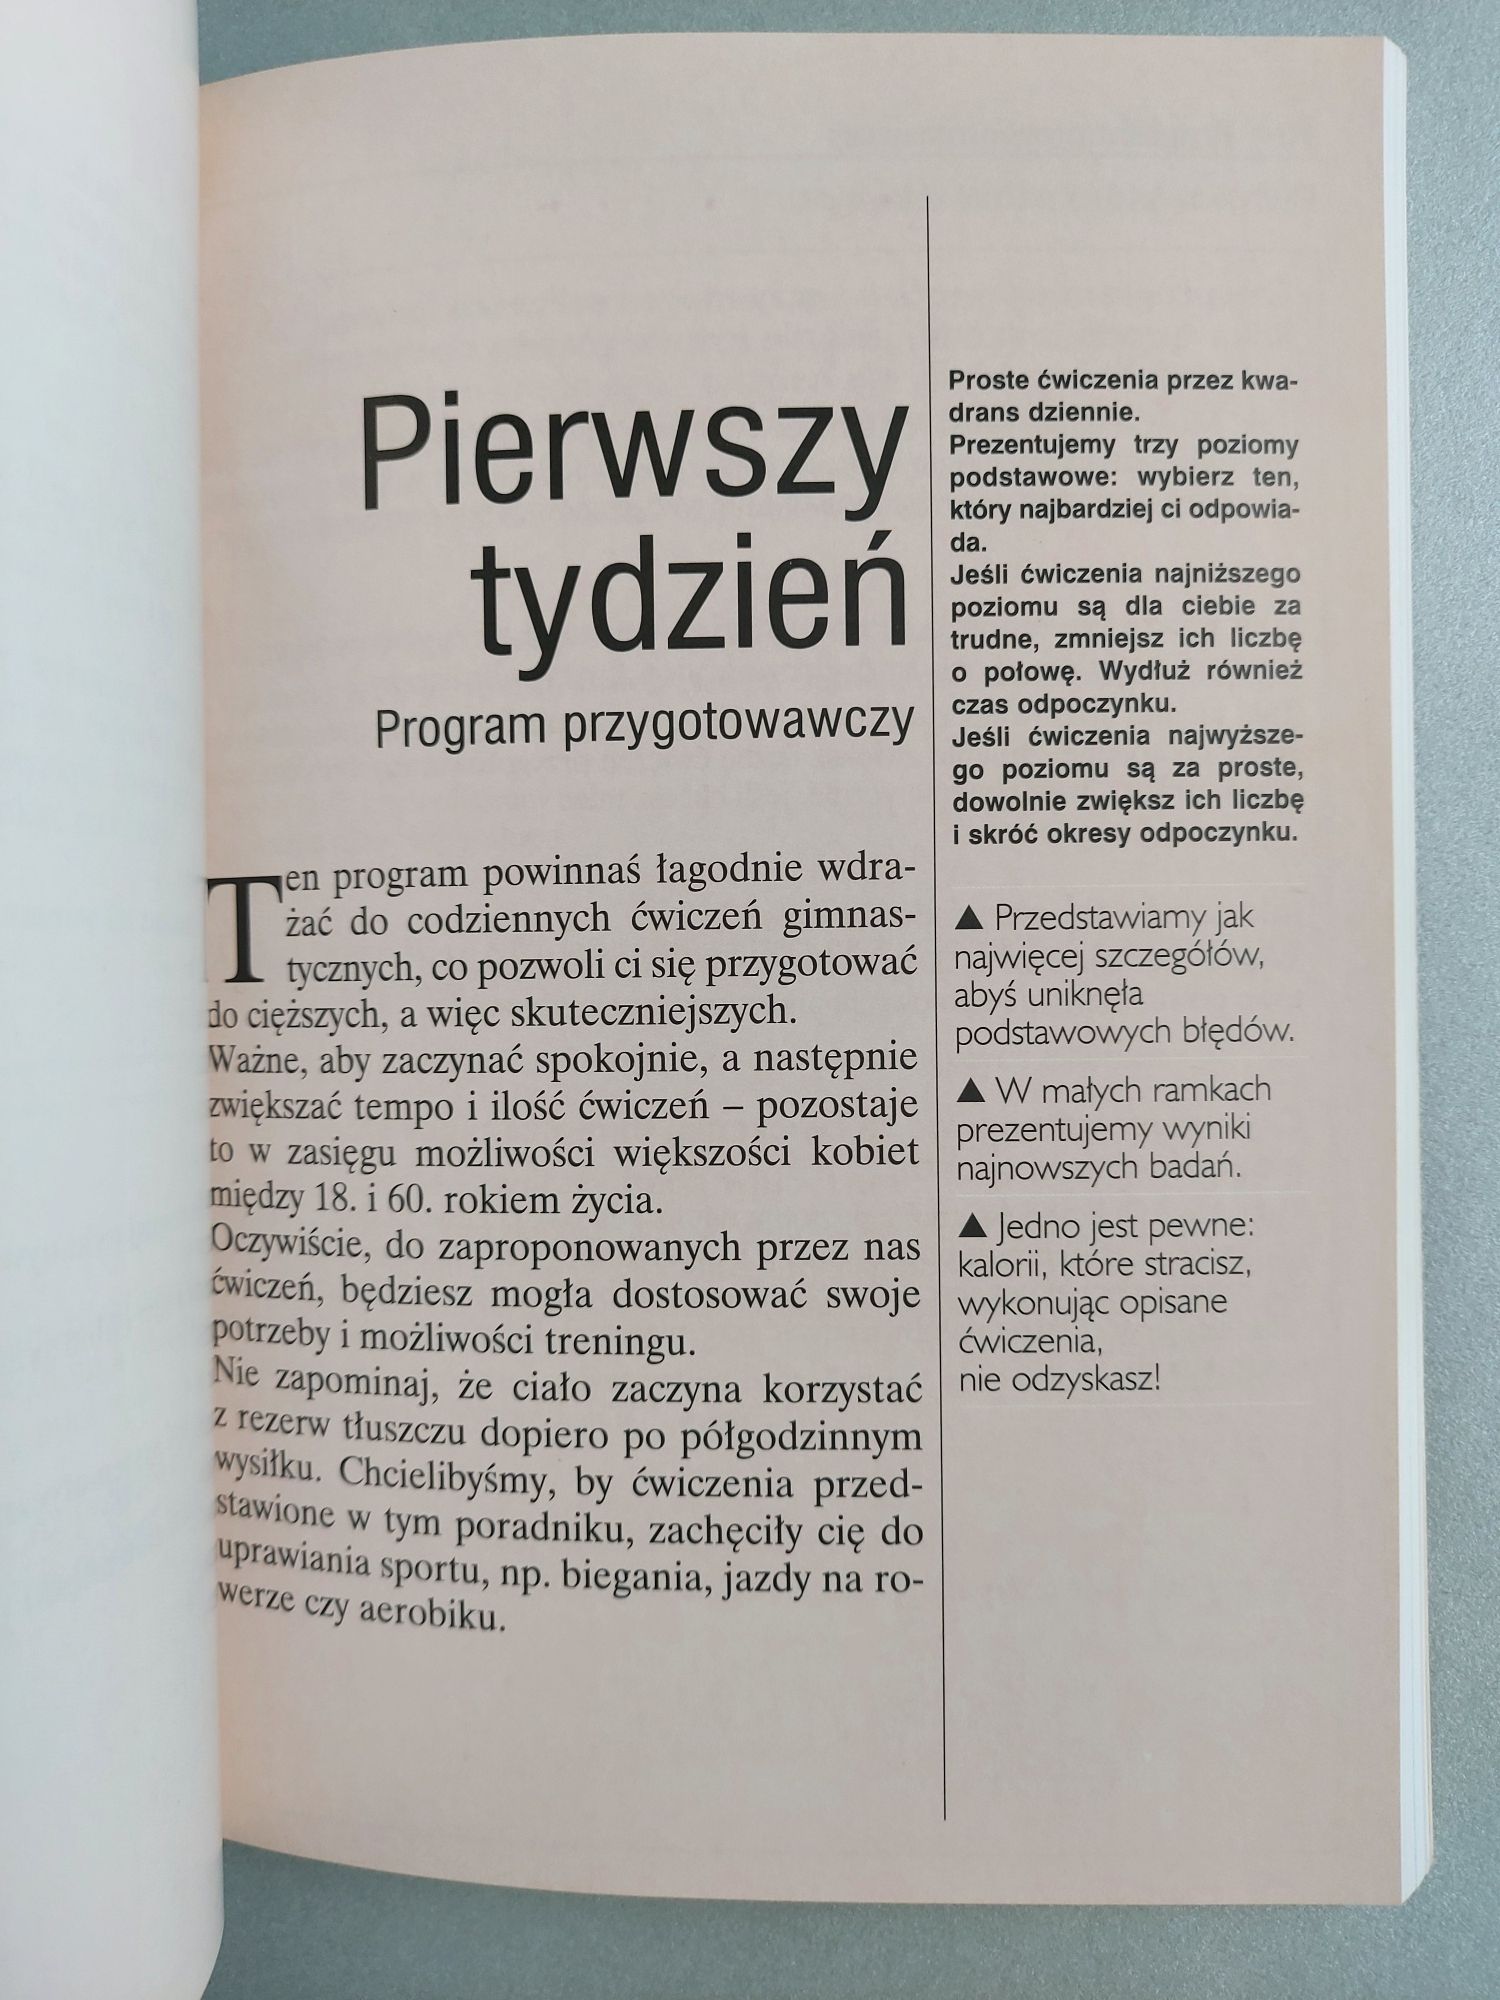 Pierwszy
tydzień
Program przygotowawczy
Ten program powinnaś łagodnie wdra-
żać do codziennych ćwiczeń gimnas-
tycznych, co pozwoli ci się przygotować
do cięższych, a więc skuteczniejszych.
Ważne, aby zaczynać spokojnie, a następnie
zwiększać tempo i ilość ćwiczeń – pozostaje
to w zasięgu możliwości większości kobiet
między 18. i 60. rokiem życia.
Oczywiście, do zaproponowanych przez nas
ćwiczeń, będziesz mogła dostosować swoje
potrzeby i możliwości treningu.
Nie zapominaj, że ciało zaczyna korzystać
z rezerw tłuszczu dopiero po półgodzinnym
wysiłku. Chcielibyśmy, by ćwiczenia przed-
stawione w tym poradniku, zachęciły cię do
uprawiania sportu, np. biegania, jazdy na ro-
werze czy aerobiku.
Proste ćwiczenia przez kwa-
drans dziennie.
Prezentujemy trzy poziomy
podstawowe: wybierz ten,
który najbardziej ci odpowia-
da.
Jeśli ćwiczenia najniższego
poziomu są dla ciebie za
trudne, zmniejsz ich liczbę
o połowę. Wydłuż również
czas odpoczynku.
Jeśli ćwiczenia najwyższe-
go poziomu są za proste,
dowolnie zwiększ ich liczbę
i skróć okresy odpoczynku.
▲ Przedstawiamy jak
najwięcej szczegółów,
abyś uniknęła
podstawowych błędów.
▲ W małych ramkach
prezentujemy wyniki
najnowszych badań.
▲ Jedno jest pewne:
kalorii, które stracisz,
wykonując opisane
ćwiczenia,
nie odzyskasz!